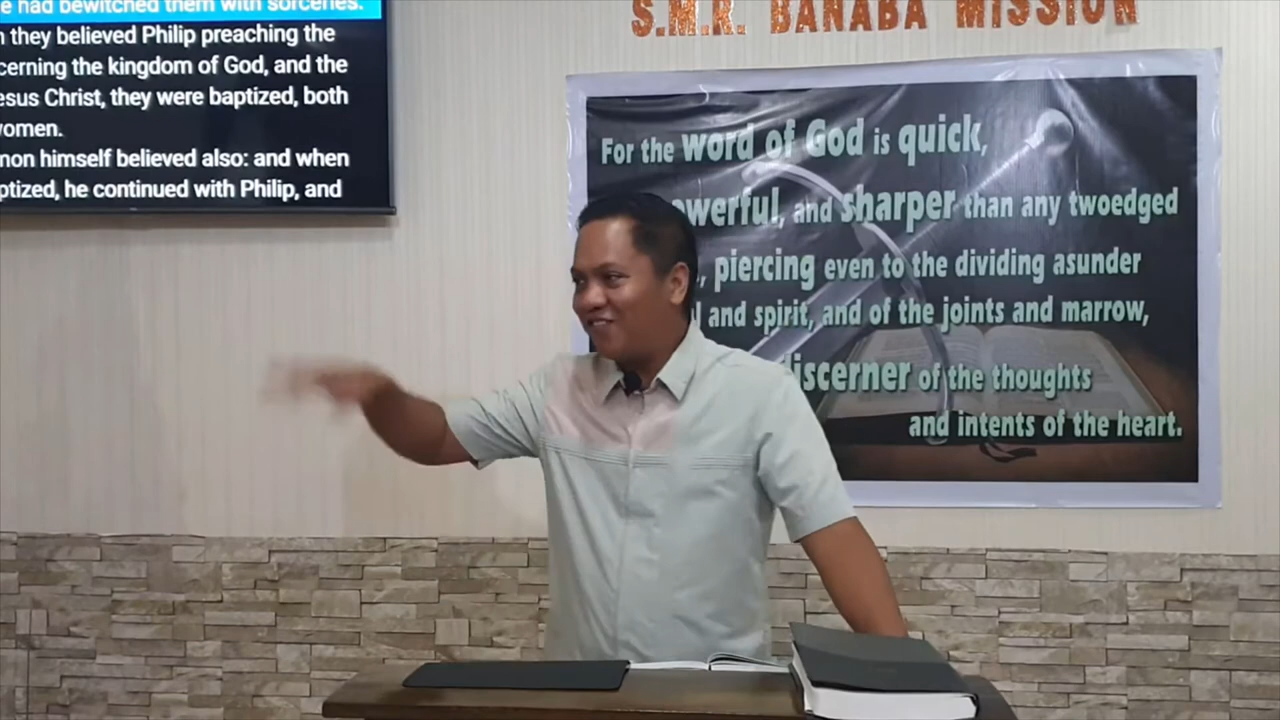 e had bewitched them with sorceries.
they believed Philip preaching the
cerning the kingdom of God, and the
esus Christ, they were baptized, both
women.
mon himself believed also: and when
ptized, he continued with Philip, and
S.M.R. BANABA MISSION
For the word of God is quick,
powerful, and sharper than any twoedged
, piercing even to the dividing asunder
and spirit, and of the joints and marrow,
discerner of the thoughts
and intents of the heart.